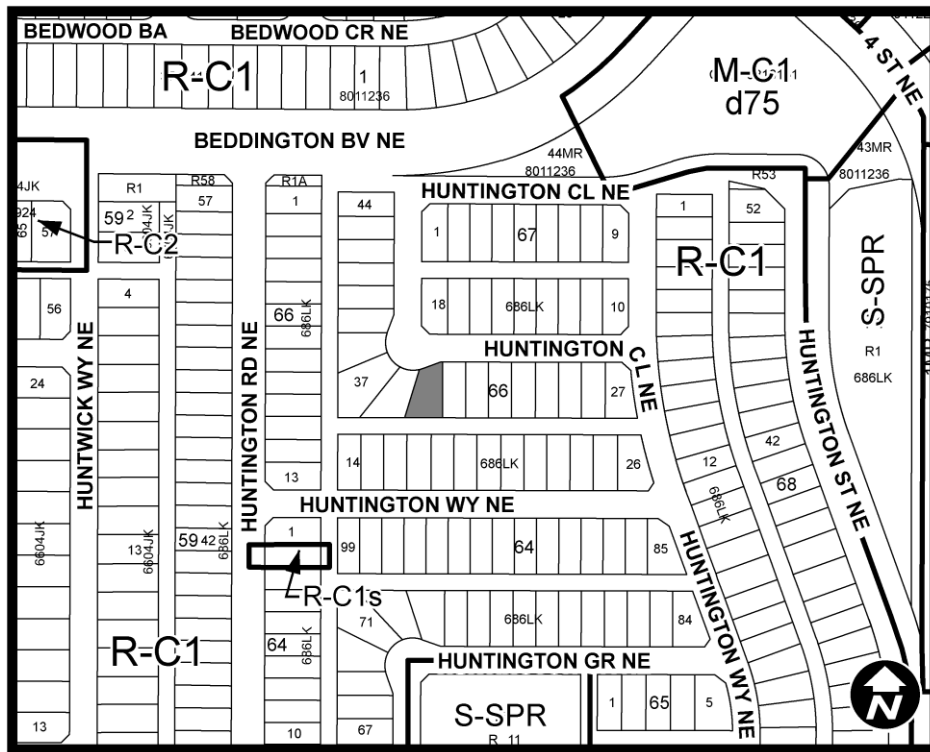 BEDWOOD BA
BEDWOOD CR NE
R-C1
1
8011236
M-C1
d75
4 ST NE
BEDDINGTON BV NE
44MR
8011236
43MR
8011236
R1
R58
R1A
R53
HUNTINGTON CL NE
57
1
44
1
67
9
1
52
59 2
R-C2
R-C1
S-SPR
R1
686LK
56
4
66
686LK
18
686LK
10
HUNTINGTON CL NE
HUNTWICK WY NE
HUNTINGTON RD NE
HUNTINGTON ST NE
24
37
66
27
13
14
686LK
26
12
42
68
686LK
HUNTINGTON WY NE
6604JK
13
6604JK
59 42
686LK
1
99
64
85
R-C1s
HUNTINGTON WY NE
R-C1
64
686LK
71
686LK
84
HUNTINGTON GR NE
S-SPR
R 11
1
65
5
13
10
67
N